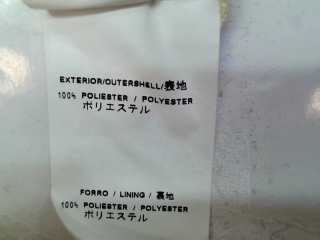 EXTERIOR/OUTERSHELL/表地
100% POLIESTER / POLYESTER
ポリエステル
FORRO / LINING / 裏地
100% POLIESTER / POLYESTER
ポリエステル